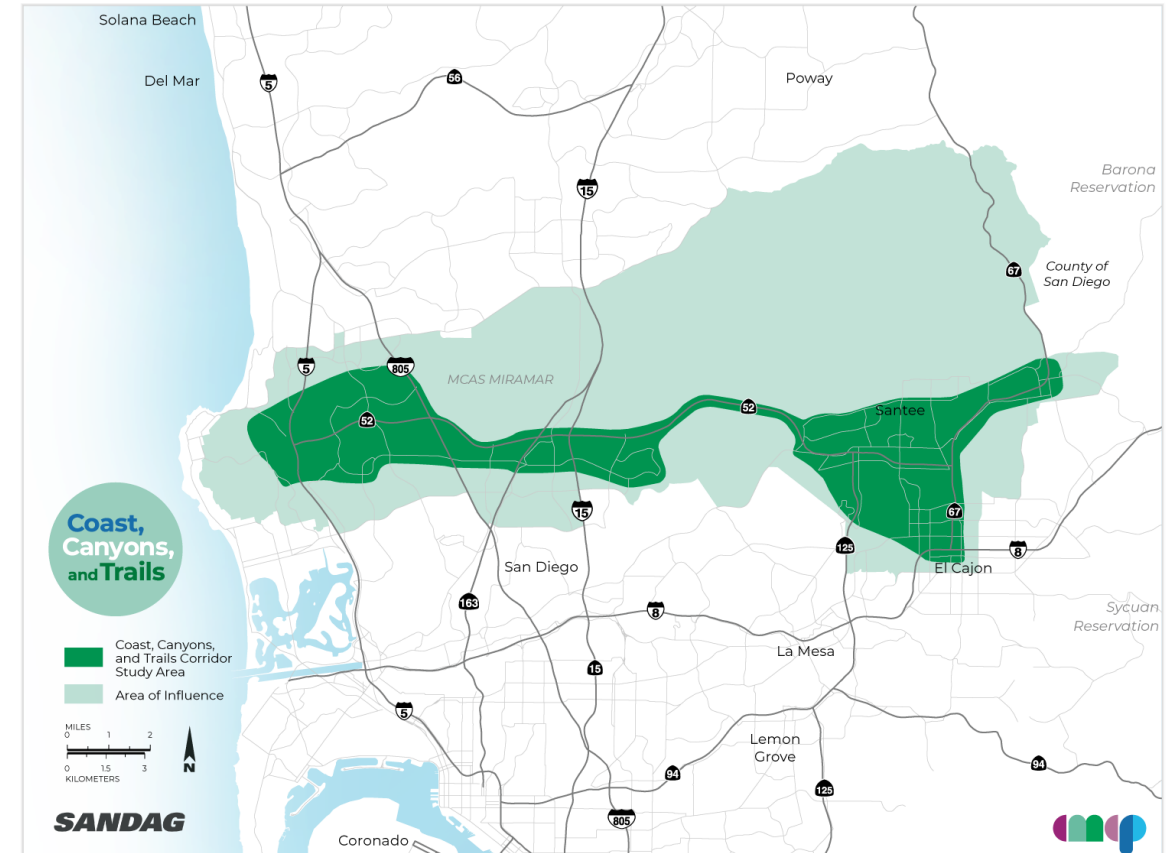 Solana Beach
Del Mar
5
56
Poway
15
Barona
Reservation
67
County of
San Diego
5
805
MCAS MIRAMAR
52
52
Santee
15
67
125
8
El Cajon
San Diego
163
8
Sycuan
Reservation
La Mesa
15
5
Lemon
Grove
94
94
125
805
Coronado
Coast,
Canyons,
and Trails
Coast, Canyons,
and Trails Corridor
Study Area
Area of Influence
MILES
0 1 2
0 1.5 3
KILOMETERS
N
SANDAG
cmcp